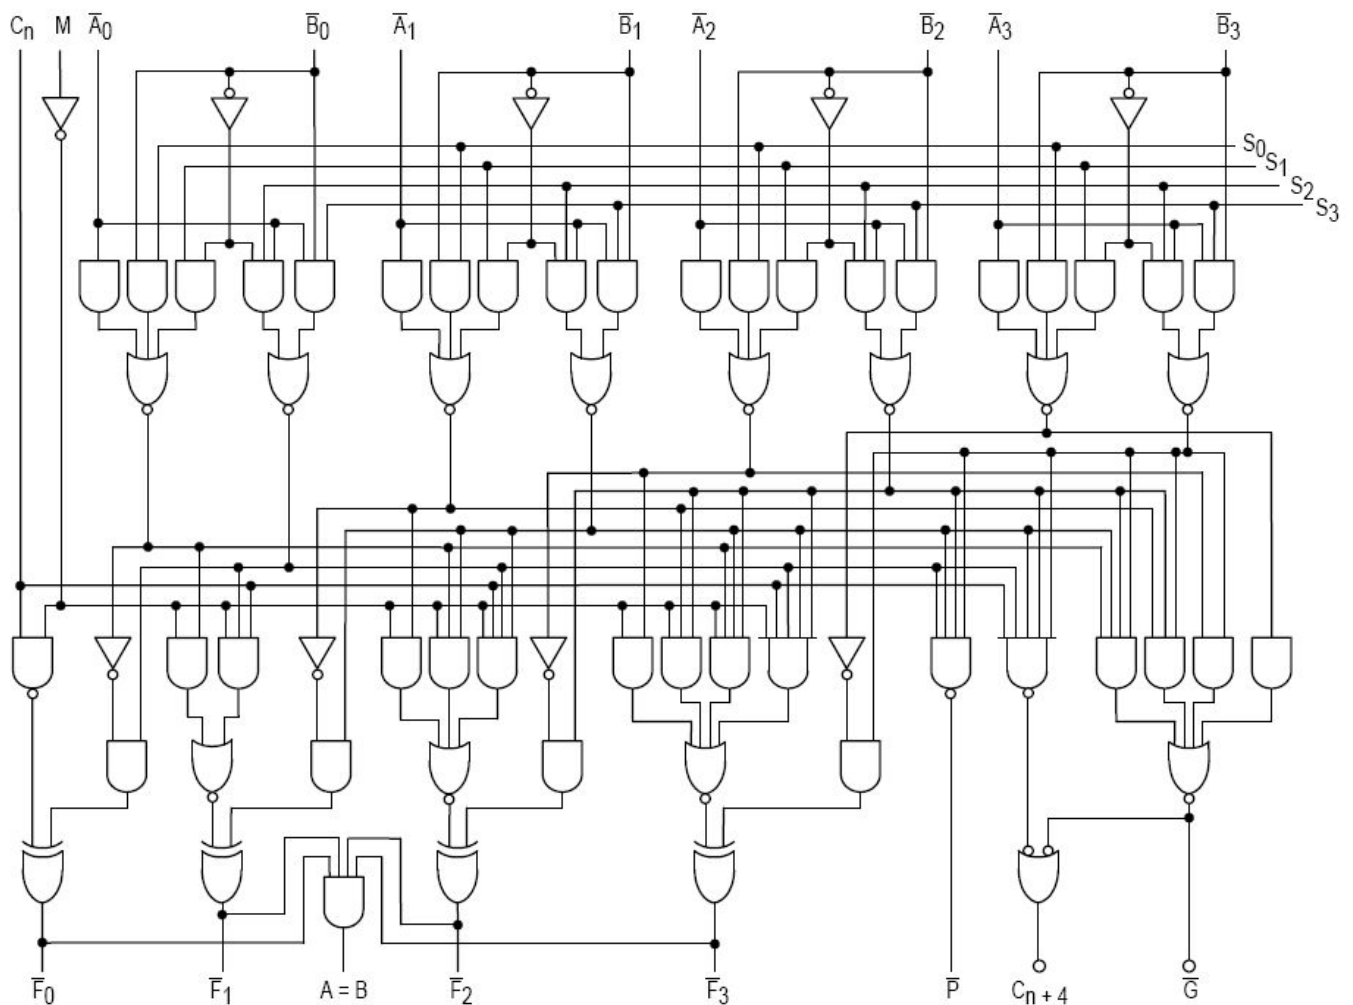 Cn M A̅0 B̅0 A̅1 B̅1 A̅2 B̅2 A̅3 B̅3
S0
S1
S2
S3
F̅0 F̅1 A = B F̅2 F̅3 P̅ Cn + 4 G̅